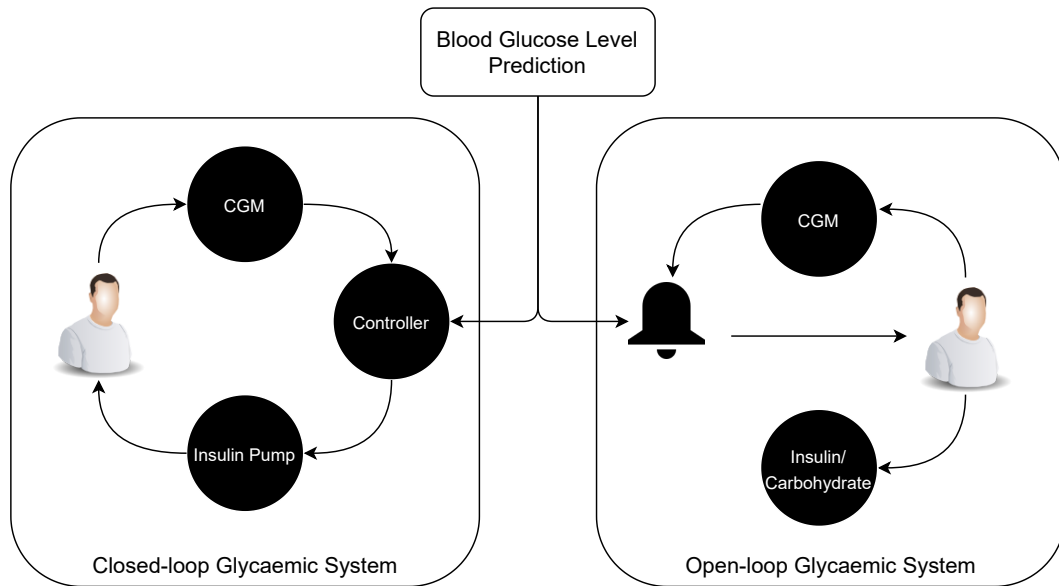 Blood Glucose Level
Prediction
CGM
Controller
Insulin Pump
Closed-loop Glycaemic System
CGM
Insulin/
Carbohydrate
Open-loop Glycaemic System